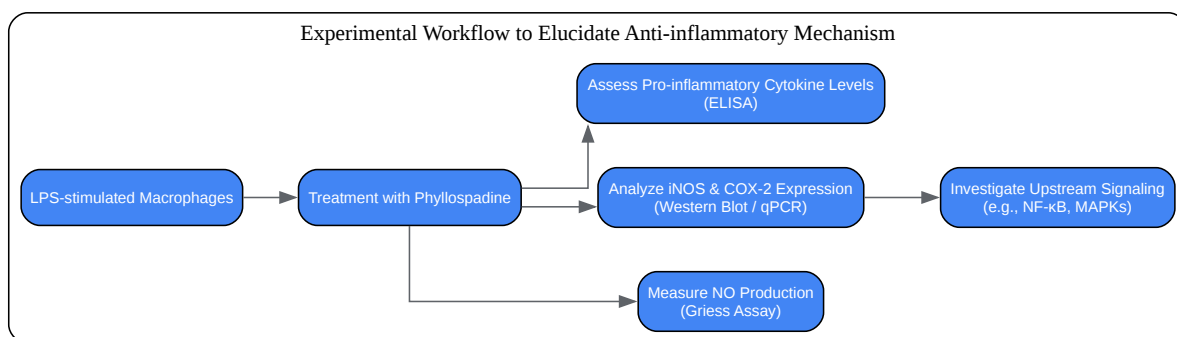 Experimental Workflow to Elucidate Anti-inflammatory Mechanism
Assess Pro-inflammatory Cytokine Levels
(ELISA)
LPS-stimulated Macrophages
Treatment with Phyllospadine
Analyze iNOS & COX-2 Expression
(Western Blot / qPCR)
Investigate Upstream Signaling
(e.g., NF-κB, MAPKs)
Measure NO Production
(Griess Assay)